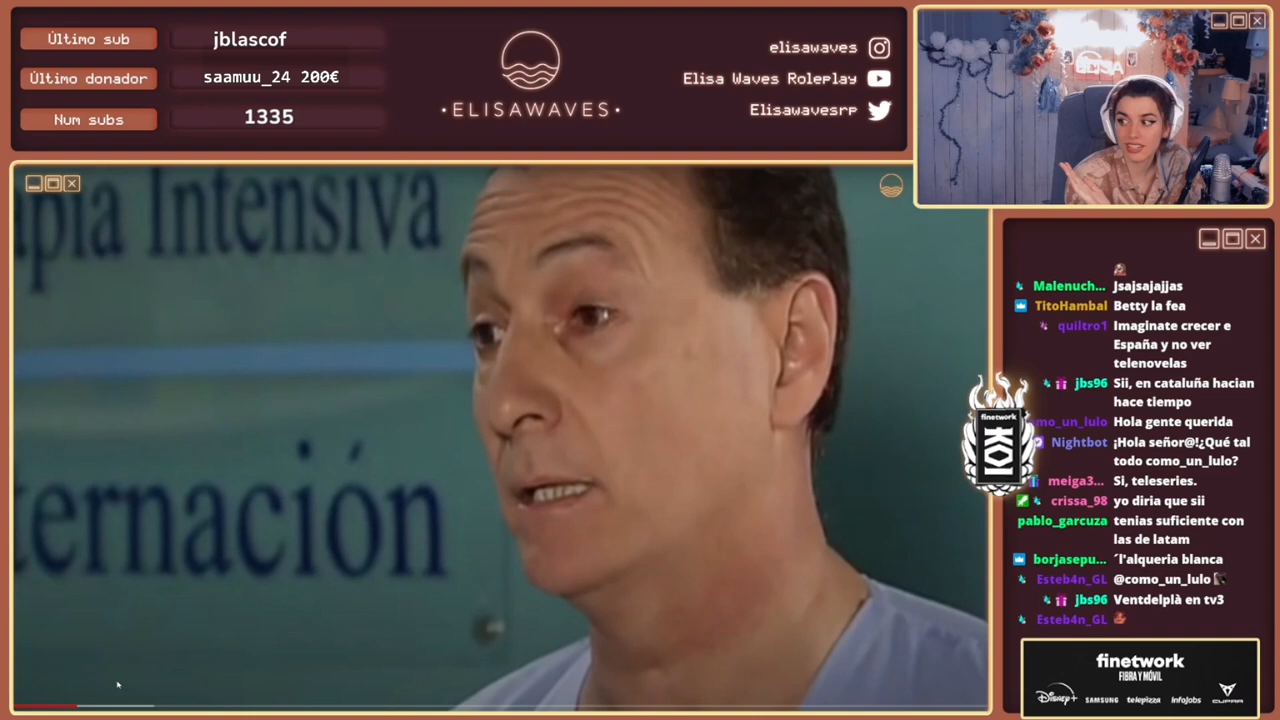 Último sub
jblascof
Último donador
saamuu_24 200€
Num subs
1335
·ELISAWAVES·
elisawaves
Elisa Waves Roleplay
Elisawavesrp
ELISA
apia Intensiva
ternación
Malenuch... Jsajsajajjas
TitoHambal Betty la fea
quiltro1 Imaginate crecer e
España y no ver
telenovelas
jbs96 Sii, en cataluña hacian
hace tiempo
mo_un_lulo Hola gente querida
Nightbot ¡Hola señor@!¿Qué tal
todo como_un_lulo?
meiga3... Si, teleseries.
crissa_98 yo diria que sii
pablo_garcuza tenias suficiente con
las de latam
borjasepu... ´l'alqueria blanca
Esteb4n_GL @como_un_lulo
jbs96 Ventdelplà en tv3
Esteb4n_GL
finetwork
KOI
finetwork
FIBRA Y MÓVIL
Disney+ SAMSUNG telepizza InfoJobs CUPRA